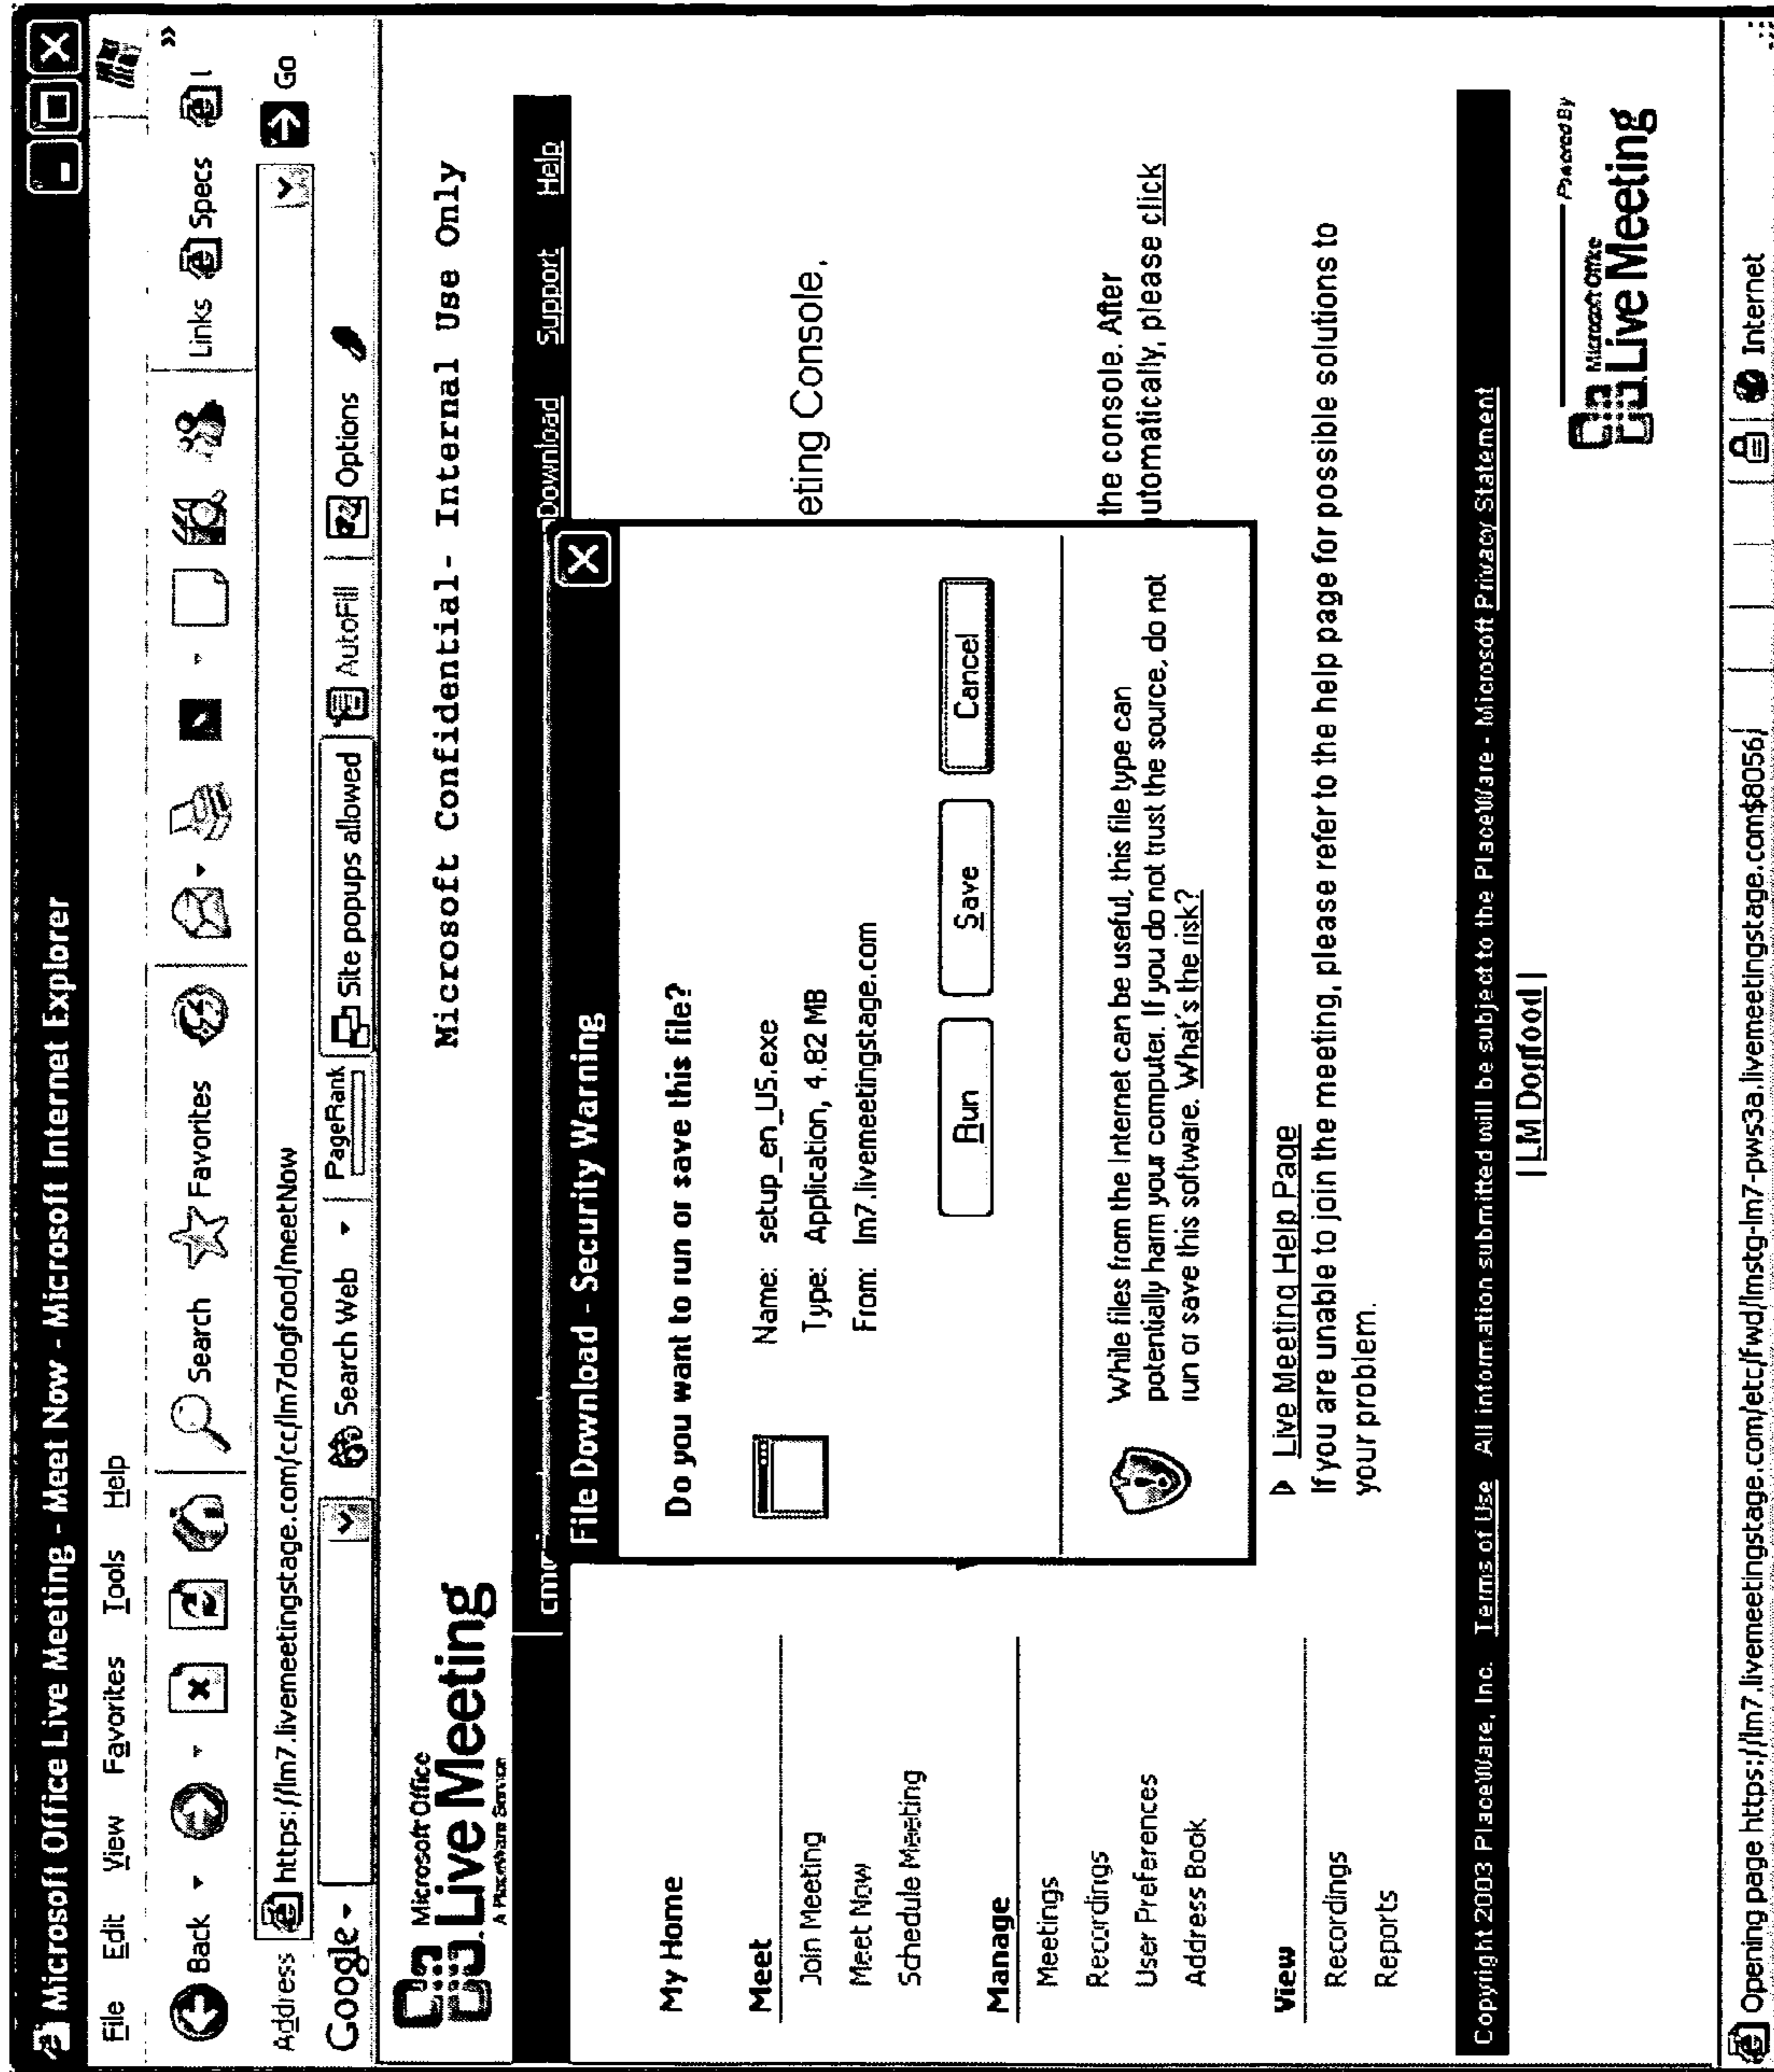 Microsoft Office Live Meeting - Meet Now - Microsoft Internet Explorer
File Edit View Favorites Tools Help
Back Search Favorites Links Specs
Address https://lm7.livemeetingstage.com/cc/lm7dogfood/meetNow Go
Google Search Web PageRank Site popups allowed AutoFill Options
Microsoft Office
Live Meeting
A PlaceWare Service
Microsoft Confidential- Internal Use Only
Download Support Help
My Home
Meet
Join Meeting
Meet Now
Schedule Meeting
Manage
Meetings
Recordings
User Preferences
Address Book
View
Recordings
Reports
File Download - Security Warning
Do you want to run or save this file?
Name: setup_en_US.exe
Type: Application, 4.82 MB
From: lm7.livemeetingstage.com
Run Save Cancel
While files from the Internet can be useful, this file type can
potentially harm your computer. If you do not trust the source, do not
run or save this software. What's the risk?
eting Console,
the console. After
utomatically, please click
Live Meeting Help Page
If you are unable to join the meeting, please refer to the help page for possible solutions to
your problem.
Copyright 2003 PlaceWare, Inc. Terms of Use All information submitted will be subject to the PlaceWare - Microsoft Privacy Statement
| LM Dogfood |
Powered By
Microsoft Office
Live Meeting
Opening page https://lm7.livemeetingstage.com/etc/fwd/lmstg-lm7-pws3a.livemeetingstage.com$8056/ Internet